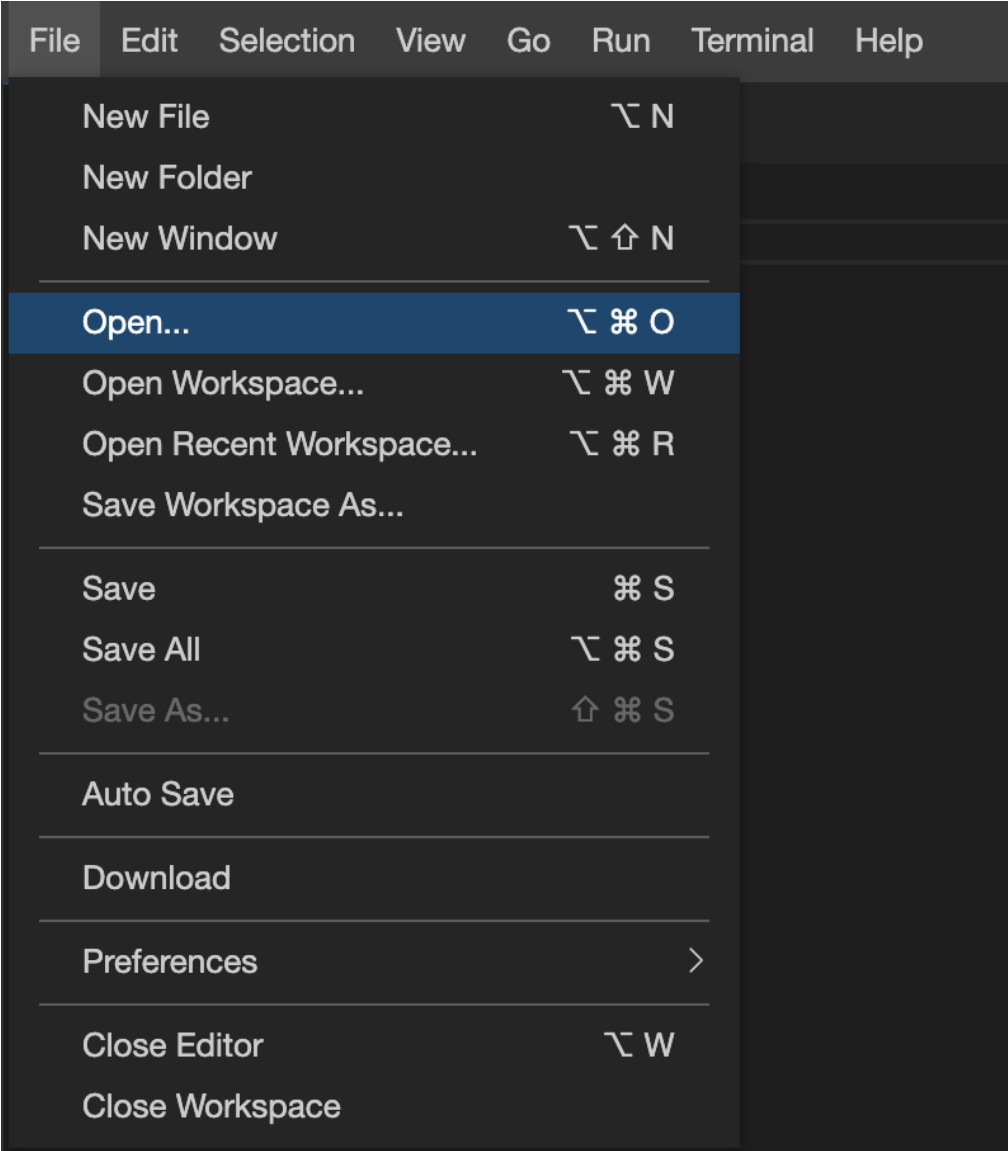 File Edit Selection View Go Run Terminal Help
New File ⌥ N
New Folder
New Window ⌥ ⇧ N
Open... ⌥ ⌘ O
Open Workspace... ⌥ ⌘ W
Open Recent Workspace... ⌥ ⌘ R
Save Workspace As...
Save ⌘ S
Save All ⌥ ⌘ S
Save As... ⇧ ⌘ S
Auto Save
Download
Preferences
Close Editor ⌥ W
Close Workspace